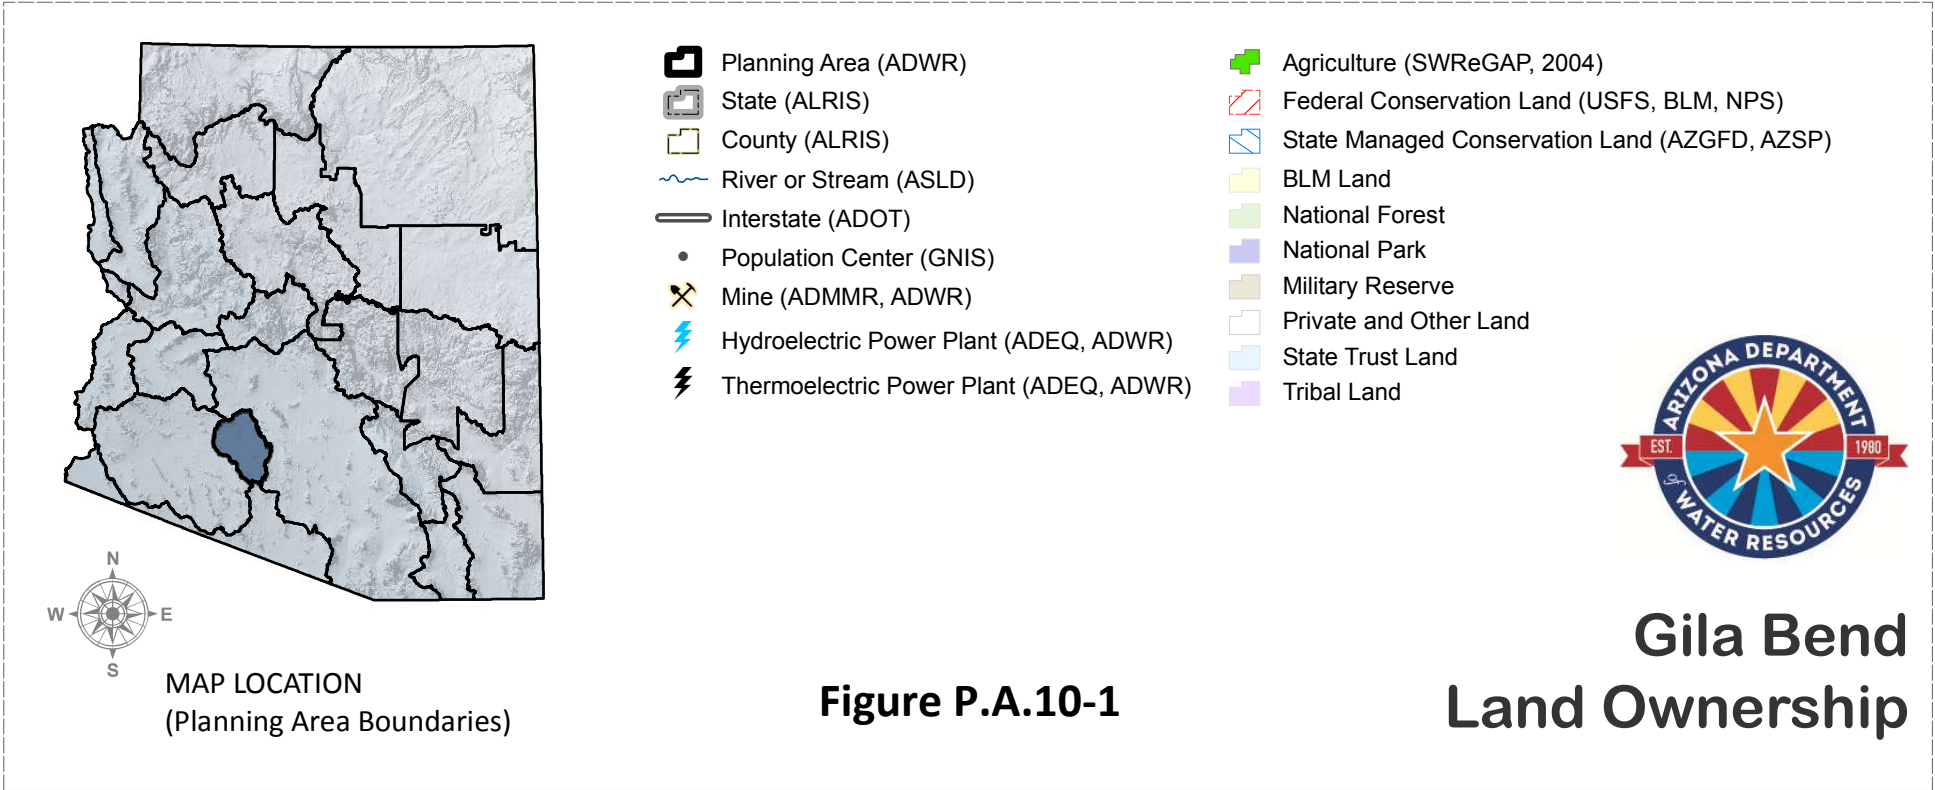 Planning Area (ADWR)
State (ALRIS)
County (ALRIS)
River or Stream (ASLD)
Interstate (ADOT)
Population Center (GNIS)
Mine (ADMMR, ADWR)
Hydroelectric Power Plant (ADEQ, ADWR)
Thermoelectric Power Plant (ADEQ, ADWR)
Agriculture (SWReGAP, 2004)
Federal Conservation Land (USFS, BLM, NPS)
State Managed Conservation Land (AZGFD, AZSP)
BLM Land
National Forest
National Park
Military Reserve
Private and Other Land
State Trust Land
Tribal Land
ARIZONA DEPARTMENT
EST. 1980
of WATER RESOURCES
N
W E
S
MAP LOCATION
(Planning Area Boundaries)
Figure P.A.10-1
Gila Bend
Land Ownership